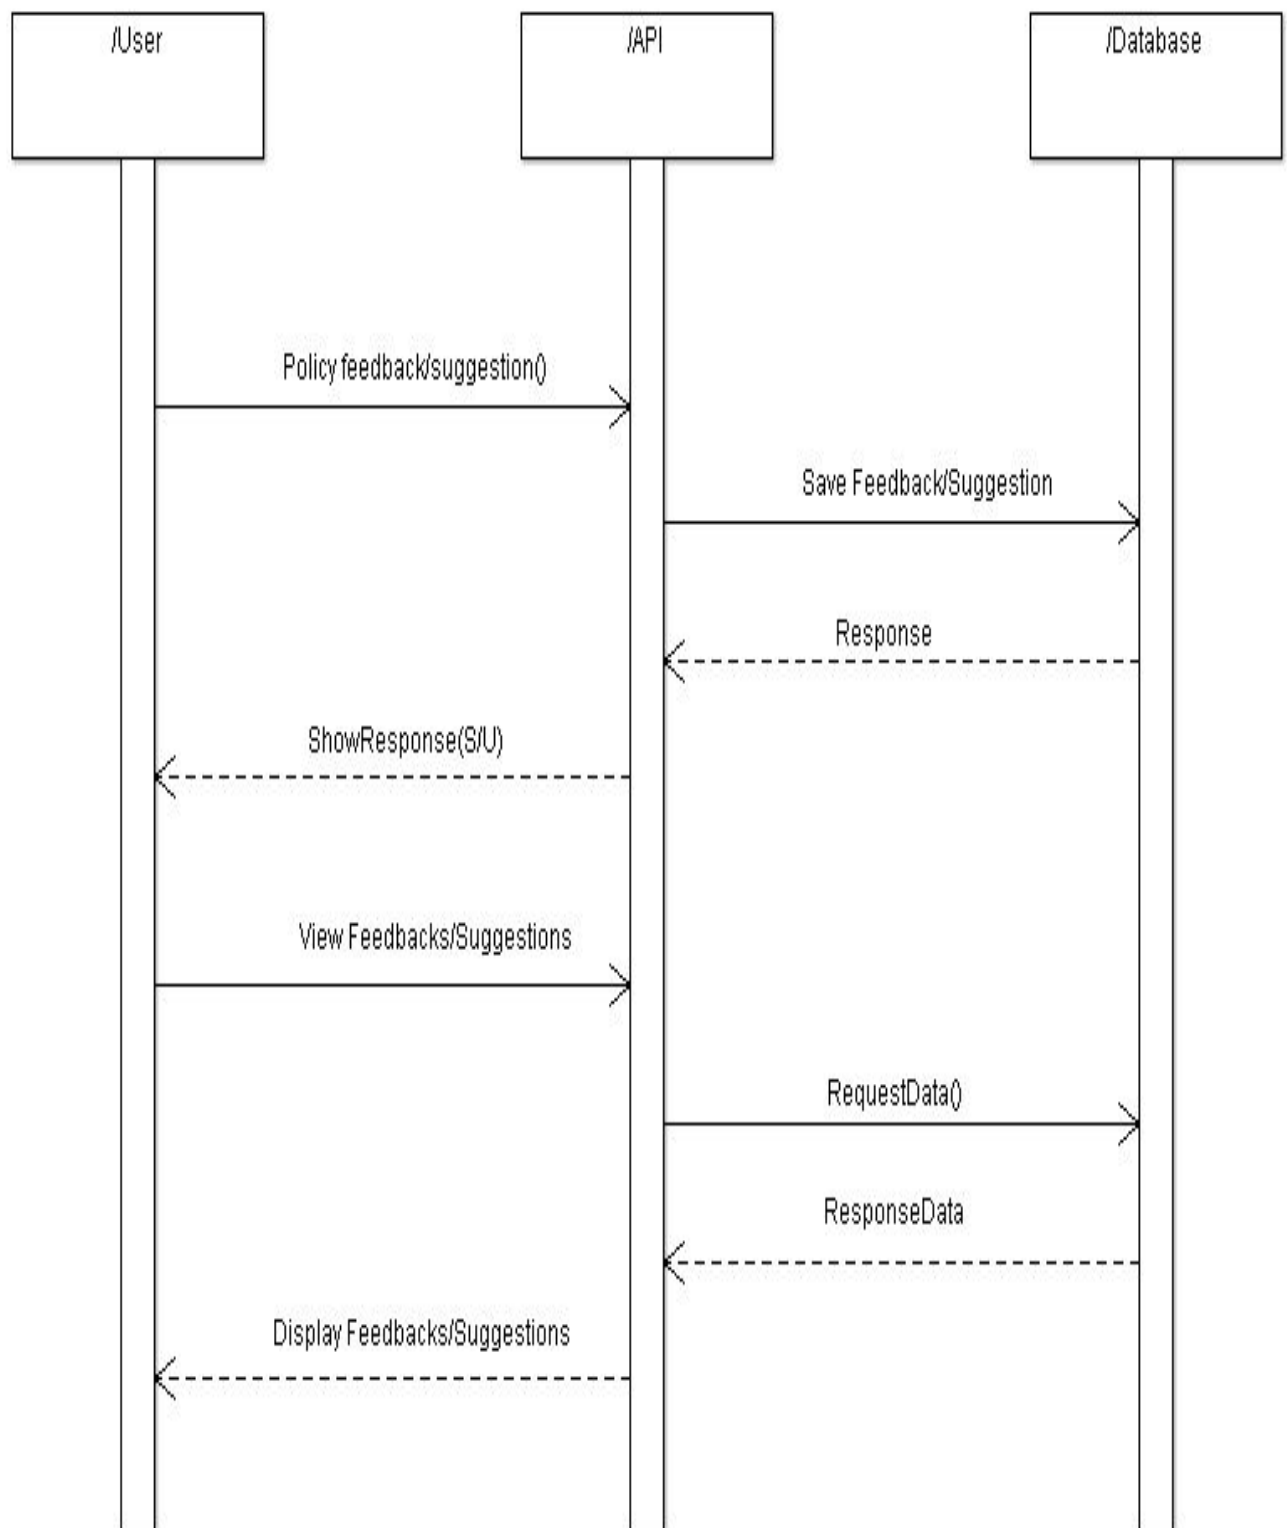 /User
/API
/Database
Policy feedback/suggestion()
Save Feedback/Suggestion
Response
ShowResponse(S/U)
View Feedbacks/Suggestions
RequestData()
ResponseData
Display Feedbacks/Suggestions